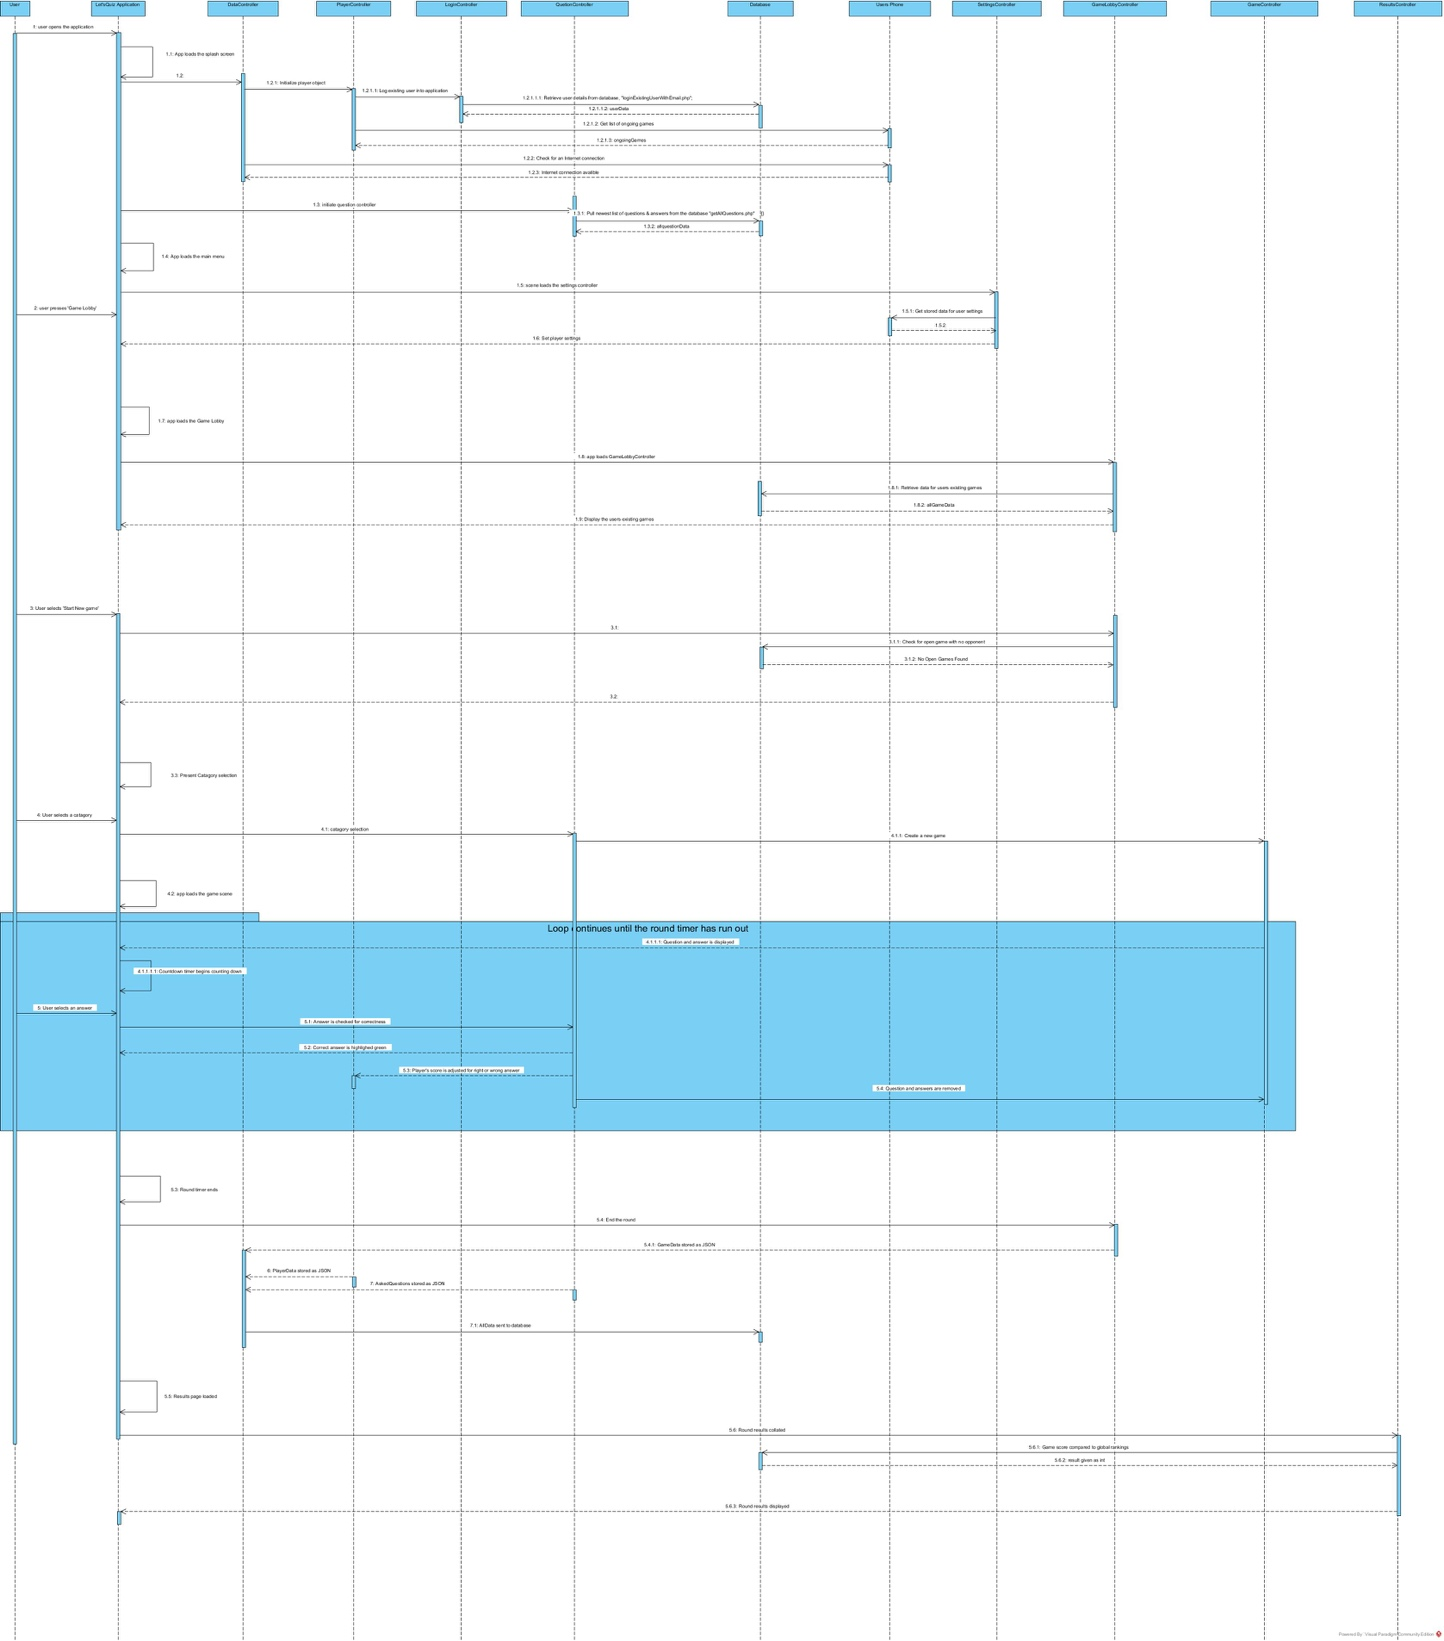 User
Let'sQuiz Application
DataController
PlayerController
LoginController
QuestionController
Database
Users Phone
SettingsController
GameLobbyController
GameController
ResultsController
1: user opens the application
1.1: App loads the splash screen
1.2:
1.2.1: Initialize player object
1.2.1.1: Log existing user into application
1.2.1.1.1: Retrieve user details from database, "loginExistingUserWithEmail.php",
1.2.1.1.2: userData
1.2.1.2: Get list of ongoing games
1.2.1.3: ongoingGames
1.2.2: Check for an Internet connection
1.2.3: Internet connection avalible
1.3: initiate question controller
1.3.1: Pull newest list of questions & answers from the database "getAllQuestions.php"
1.3.2: allquestionData
1.4: App loads the main menu
1.5: scene loads the settings controller
2: user presses 'Game Lobby'
1.5.1: Get stored data for user settings
1.5.2
1.6: Set player settings
1.7: app loads the Game Lobby
1.8: app loads GameLobbyController
1.8.1: Retrieve data for users existing games
1.8.2: allGameData
1.9: Display the users existing games
3: User selects 'Start New game'
3.1:
3.1.1: Check for open game with no opponent
3.1.2: No Open Games Found
3.2:
3.3: Present Catagory selection
4: User selects a catagory
4.1: catagory selection
4.1.1: Create a new game
4.2: app loads the game scene
Loop continues until the round timer has run out
4.1.1.1: Question and answer is displayed
4.1.1.1.1: Countdown timer begins counting down
5: User selects an answer
5.1: Answer is checked for correctness
5.2: Correct answer is highlighed green
5.3: Player's score is adjusted for right or wrong answer
5.4: Question and answers are removed
5.3: Round timer ends
5.4: End the round
5.4.1: GameData stored as JSON
6: PlayerData stored as JSON
7: AskedQuestions stored as JSON
7.1: AllData sent to database
5.5: Results page loaded
5.6: Round results collated
5.6.1: Game score compared to global rankings
5.6.2: result given as int
5.6.3: Round results displayed
Powered By Visual Paradigm Community Edition